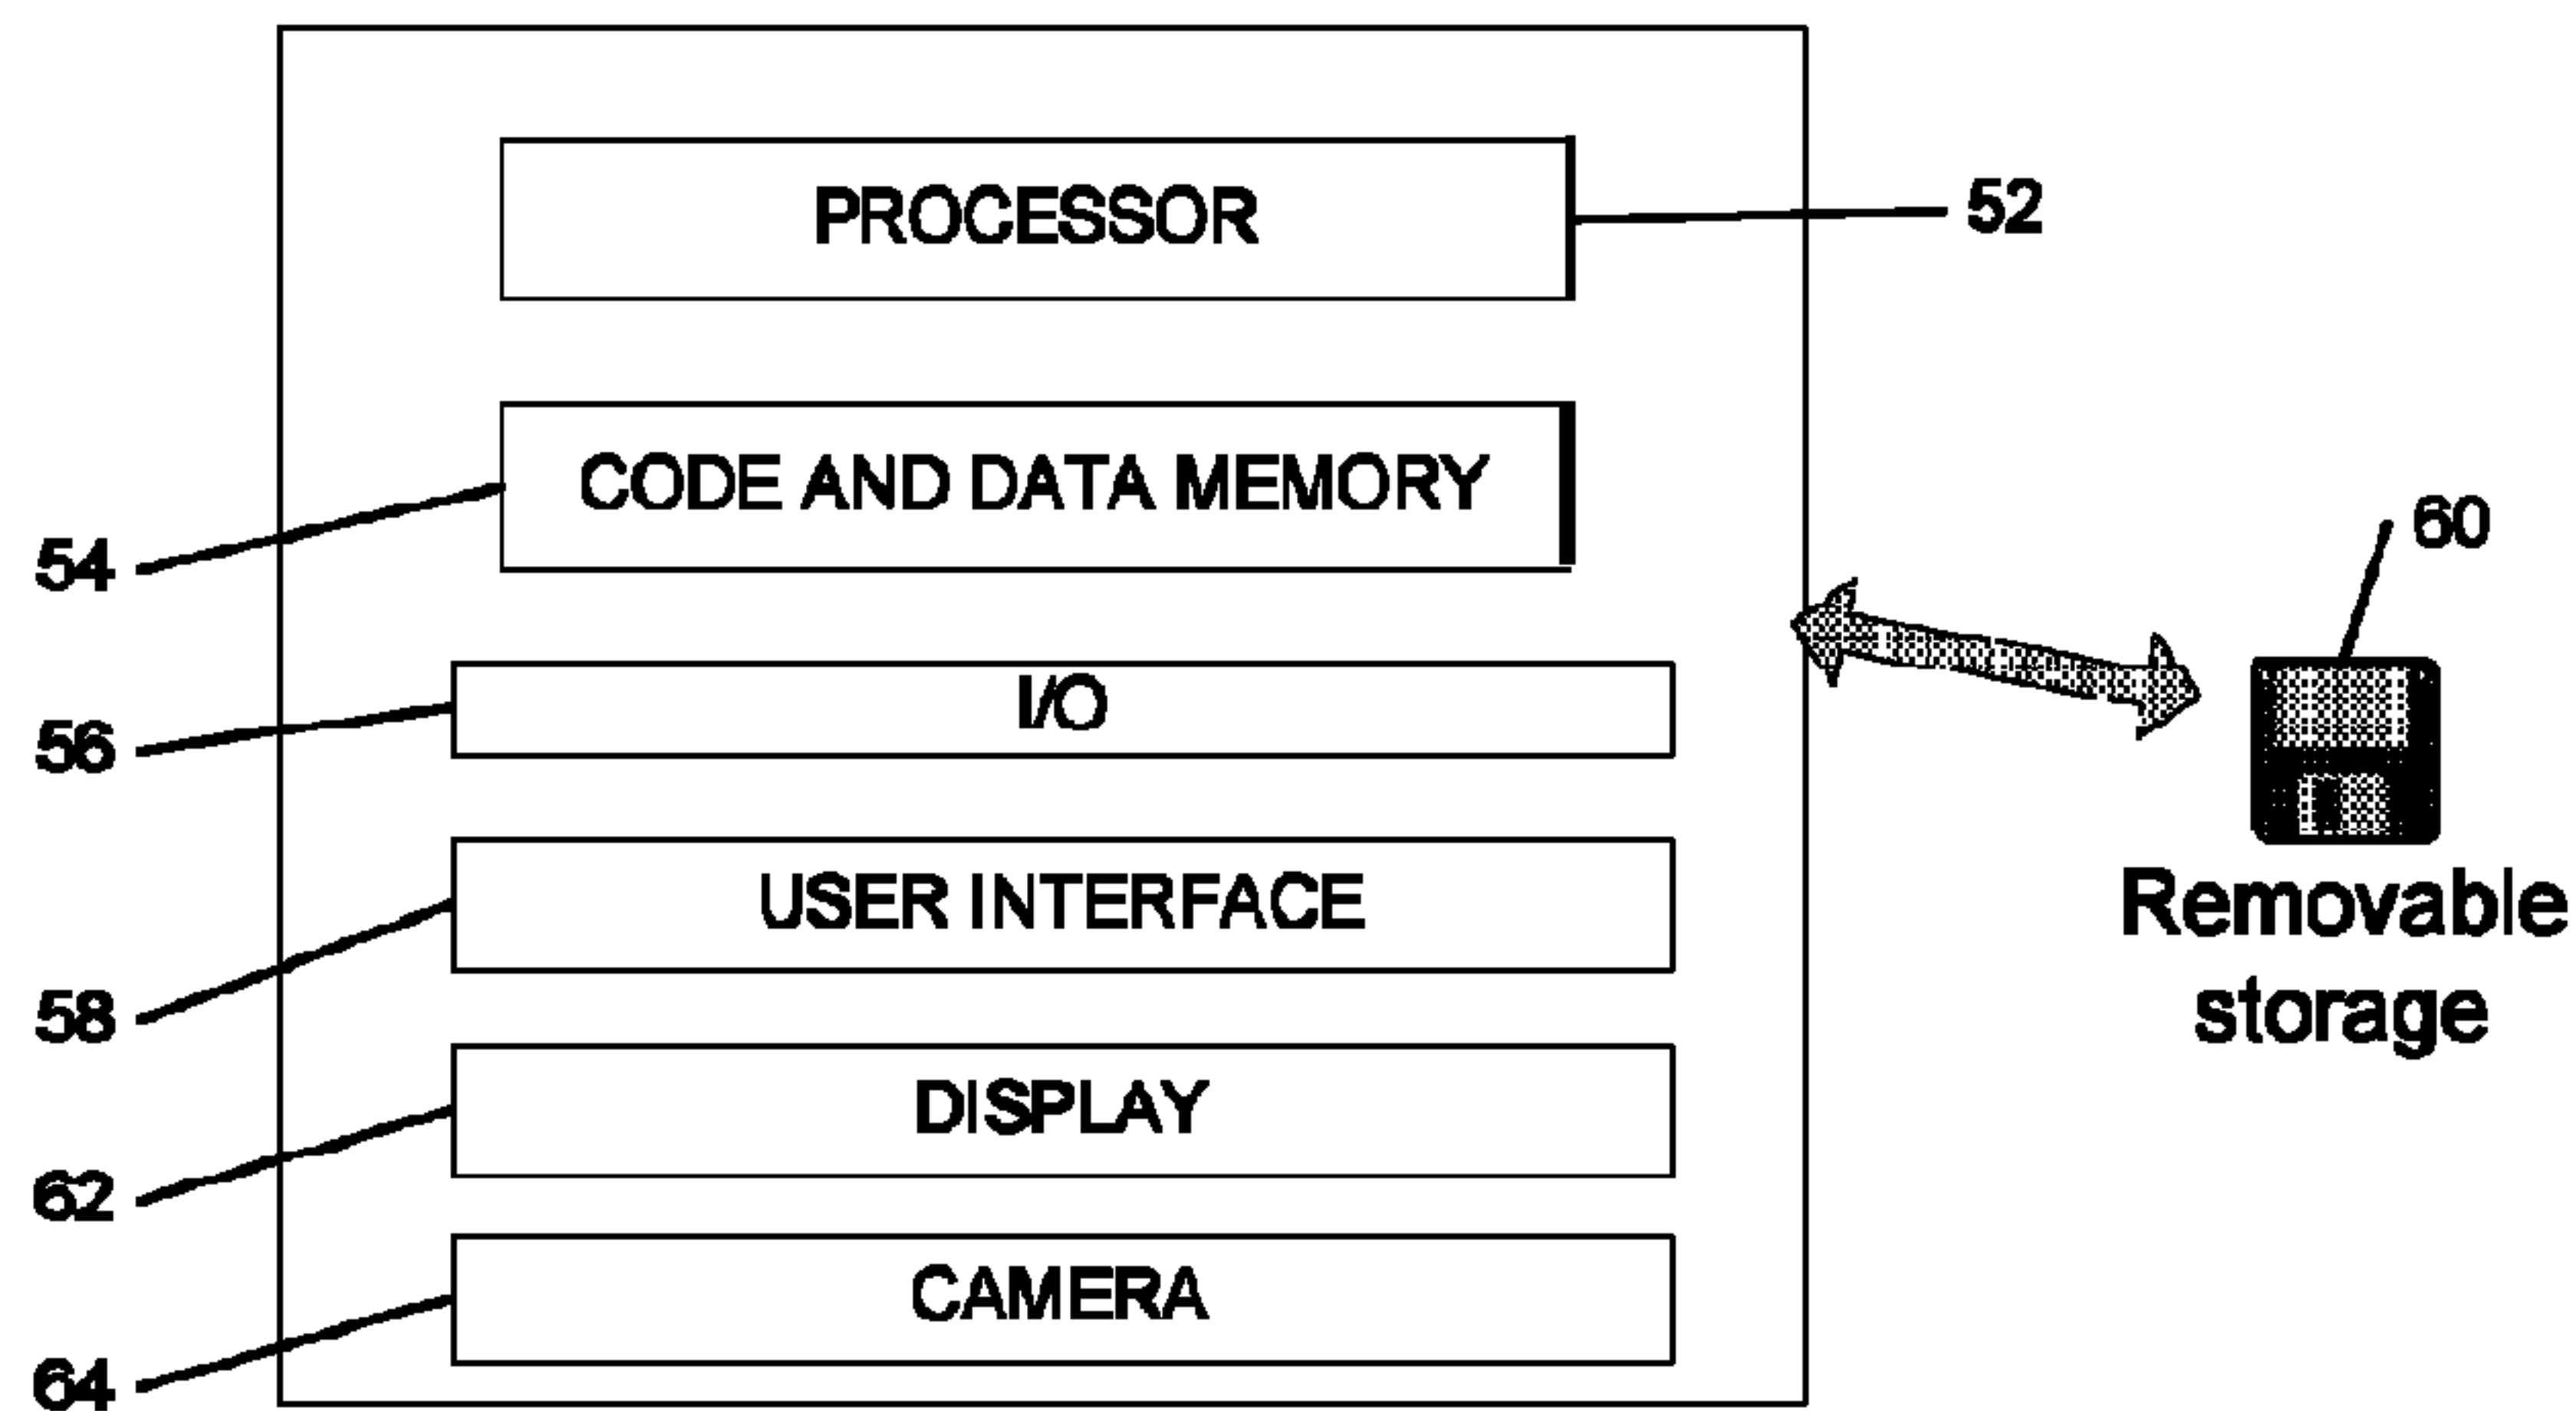 PROCESSOR
52
CODE AND DATA MEMORY
54
60
I/O
56
USER INTERFACE
58
Removable
storage
DISPLAY
62
CAMERA
64